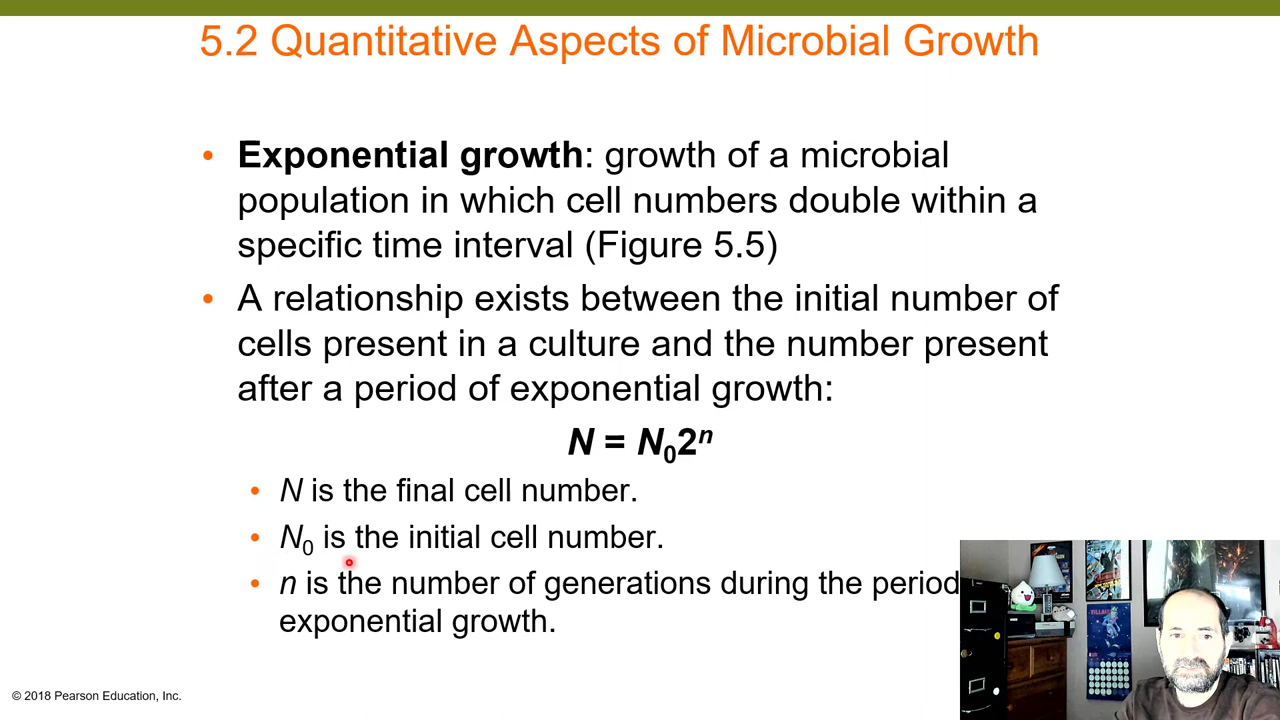 5.2 Quantitative Aspects of Microbial Growth
• Exponential growth: growth of a microbial
population in which cell numbers double within a
specific time interval (Figure 5.5)
• A relationship exists between the initial number of
cells present in a culture and the number present
after a period of exponential growth:
N = N₀2ⁿ
• N is the final cell number.
• N₀ is the initial cell number.
• n is the number of generations during the period
exponential growth.
© 2018 Pearson Education, Inc.